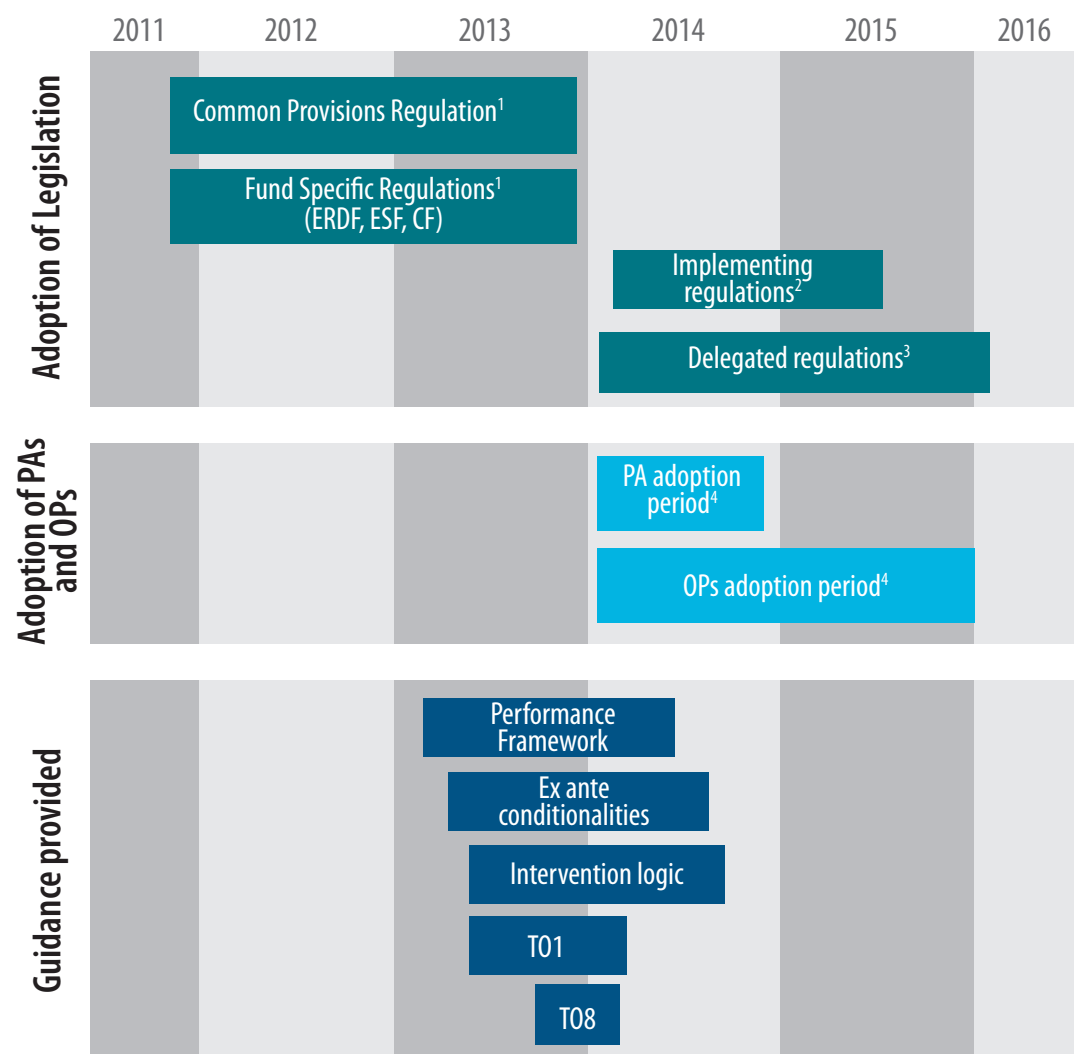 2011 2012 2013 2014 2015 2016
Adoption of Legislation
Common Provisions Regulation¹
Fund Specific Regulations¹
(ERDF, ESF, CF)
Implementing
regulations²
Delegated regulations³
Adoption of PAs
and OPs
PA adoption
period⁴
OPs adoption period⁴
Guidance provided
Performance
Framework
Ex ante
conditionalities
Intervention logic
TO1
TO8